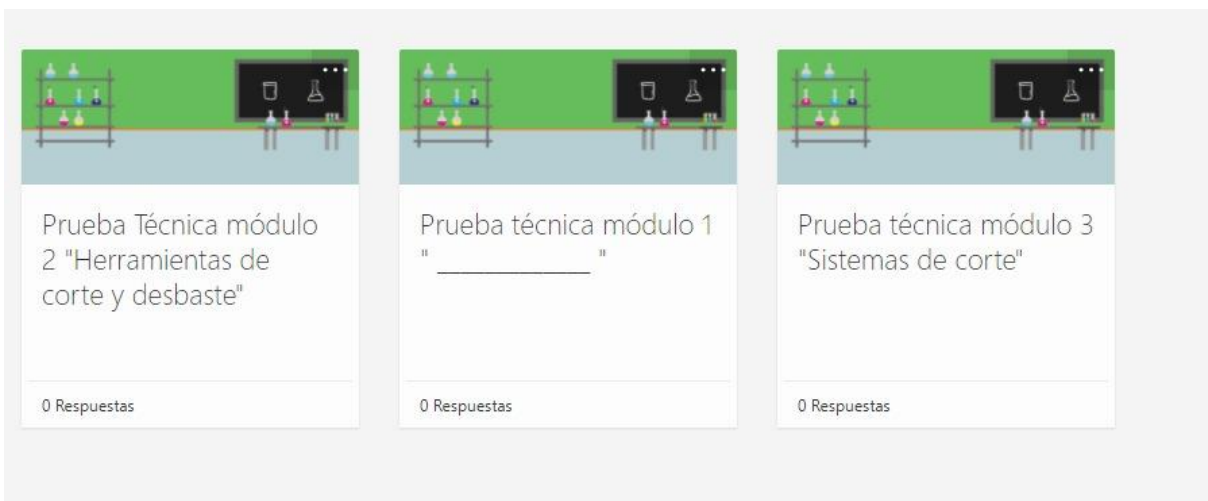 Prueba Técnica módulo
2 "Herramientas de
corte y desbaste"
0 Respuestas
Prueba técnica módulo 1
" _____________ "
0 Respuestas
Prueba técnica módulo 3
"Sistemas de corte"
0 Respuestas